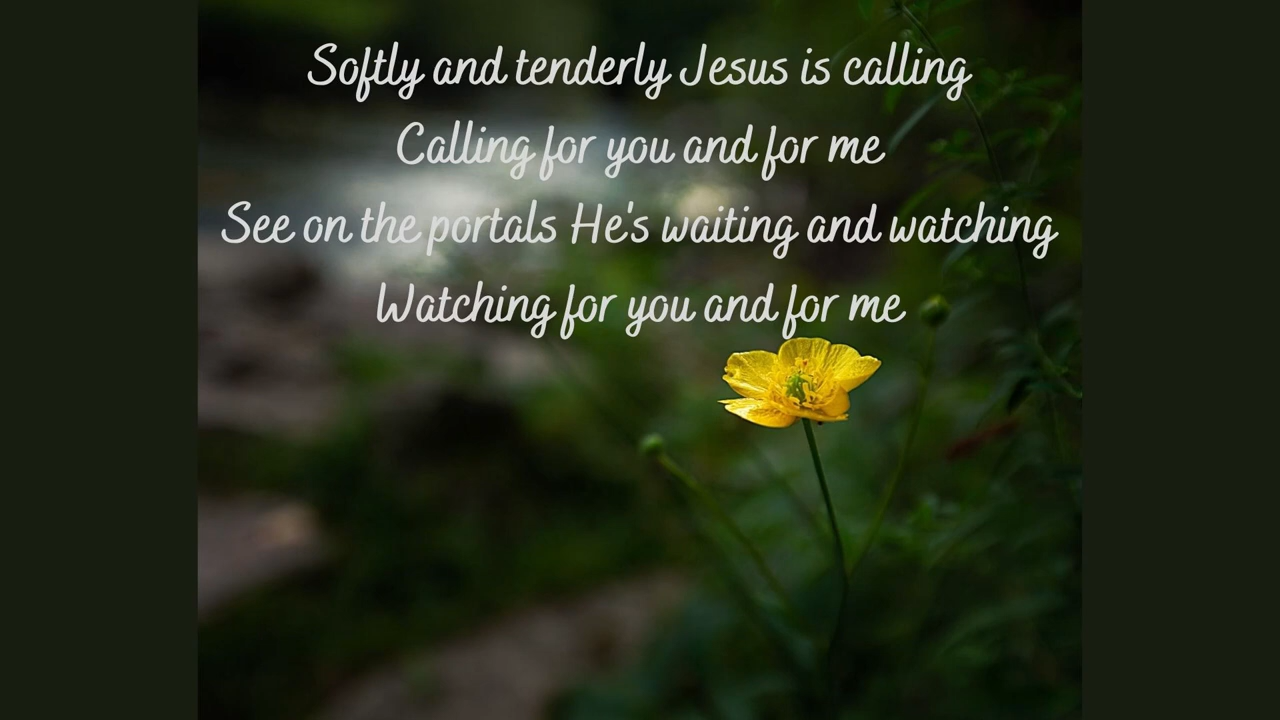 Softly and tenderly Jesus is calling
Calling for you and for me
See on the portals He's waiting and watching
Watching for you and for me